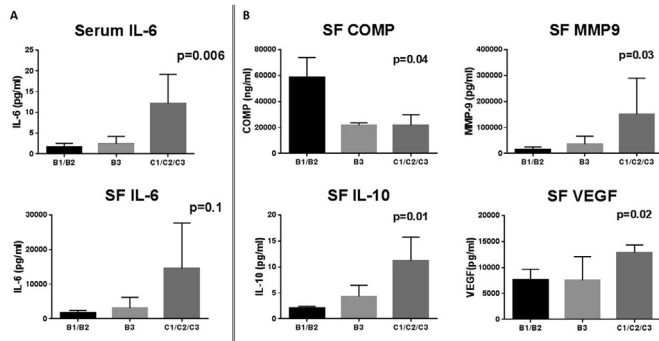 A
Serum IL-6
p=0.006
IL-6 (pg/ml)
25
20
15
10
5
0
B1/B2
B3
C1/C2/C3
SF IL-6
p=0.1
IL-6 (pg/ml)
30000
20000
10000
0
B1/B2
B3
C1/C2/C3
B
SF COMP
p=0.04
COMP (ng/ml)
80000
60000
40000
20000
0
B1/B2
B3
C1/C2/C3
SF MMP9
p=0.03
MMP-9 (pg/ml)
400000
300000
200000
100000
0
B1/B2
B3
C1/C2/C3
SF IL-10
p=0.01
IL-10 (pg/ml)
20
15
10
5
0
B1/B2
B3
C1/C2/C3
SF VEGF
p=0.02
VEGF(pg/ml)
20000
15000
10000
5000
0
B1/B2
B3
C1/C2/C3